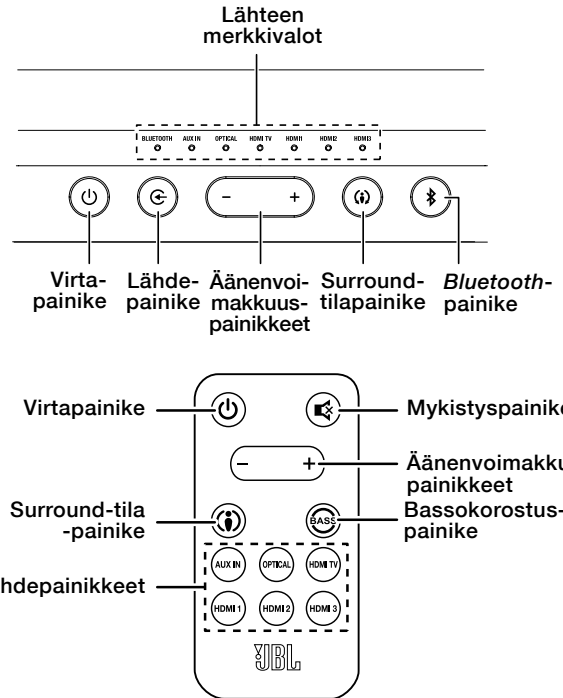 Lähteen
merkkivalot
BLUETOOTH AUX IN OPTICAL HDMI TV HDMI1 HDMI2 HDMI3
− +
Virta-
painike
Lähde-
painike
Äänenvoi-
makkuus-
painikkeet
Surround-
tilapainike
Bluetooth-
painike
Virtapainike
Mykistyspainike
− +
Äänenvoimakku
painikkeet
Surround-tila
-painike
BASS
Bassokorostus-
painike
AUX IN OPTICAL HDMI TV
hdepainikkeet
HDMI 1 HDMI 2 HDMI 3
JBL